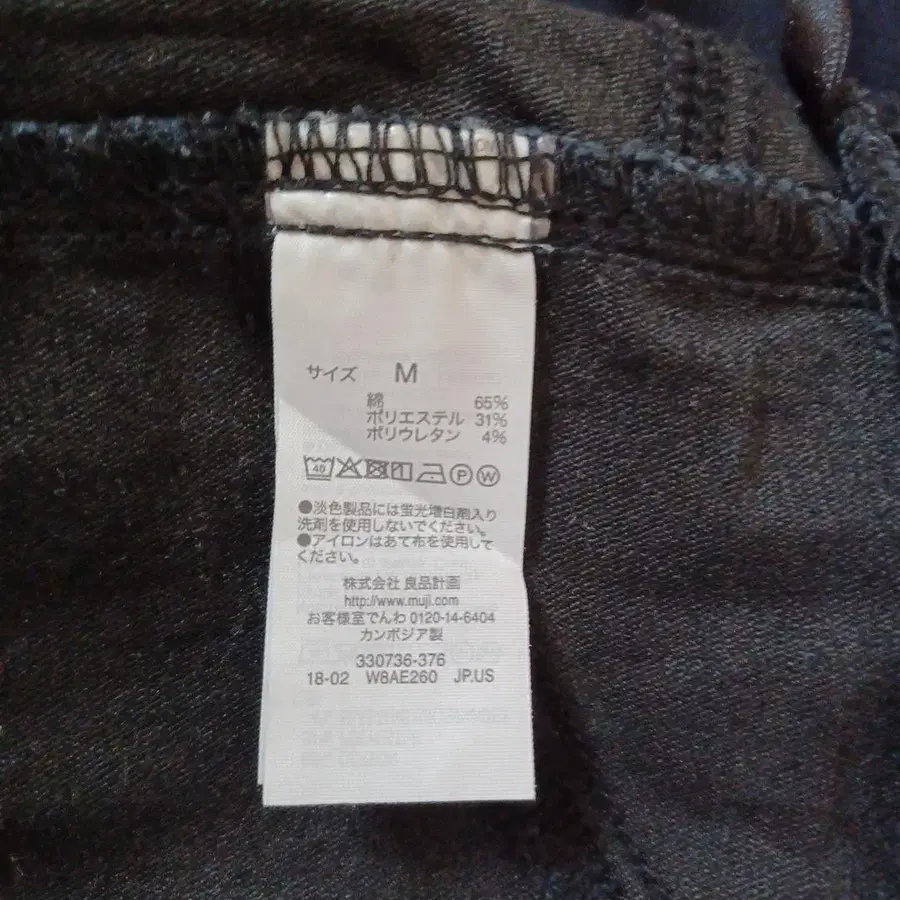 サイズ M
綿 65%
ポリエステル 31%
ポリウレタン 4%
40 P W
●淡色製品には蛍光増白剤入り
洗剤を使用しないでください。
●アイロンはあて布を使用して
ください。
株式会社 良品計画
http://www.muji.com
お客様室でんわ 0120-14-6404
カンボジア製
330736-376
18-02 W8AE260 JP.US